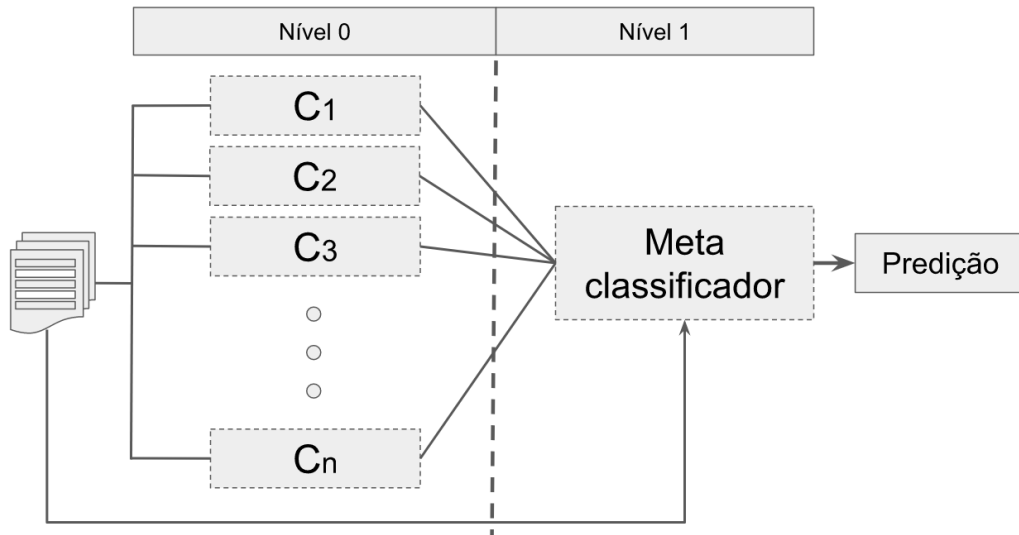 Nível 0
Nível 1
C1
C2
C3
Cn
Meta
classificador
Predição